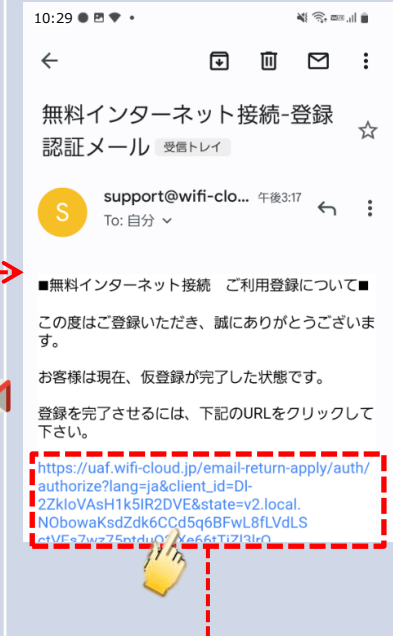 10:29
無料インターネット接続-登録
認証メール 受信トレイ
S
support@wifi-clo... 午後3:17
To: 自分
■無料インターネット接続　ご利用登録について■
この度はご登録いただき、誠にありがとうございま
す。
お客様は現在、仮登録が完了した状態です。
登録を完了させるには、下記のURLをクリックして
下さい。
https://uaf.wifi-cloud.jp/email-return-apply/auth/
authorize?lang=ja&client_id=Dl-
2ZkloVAsH1k5IR2DVE&state=v2.local.
NObowaKsdZdk6CCd5q6BFwL8fLVdLS